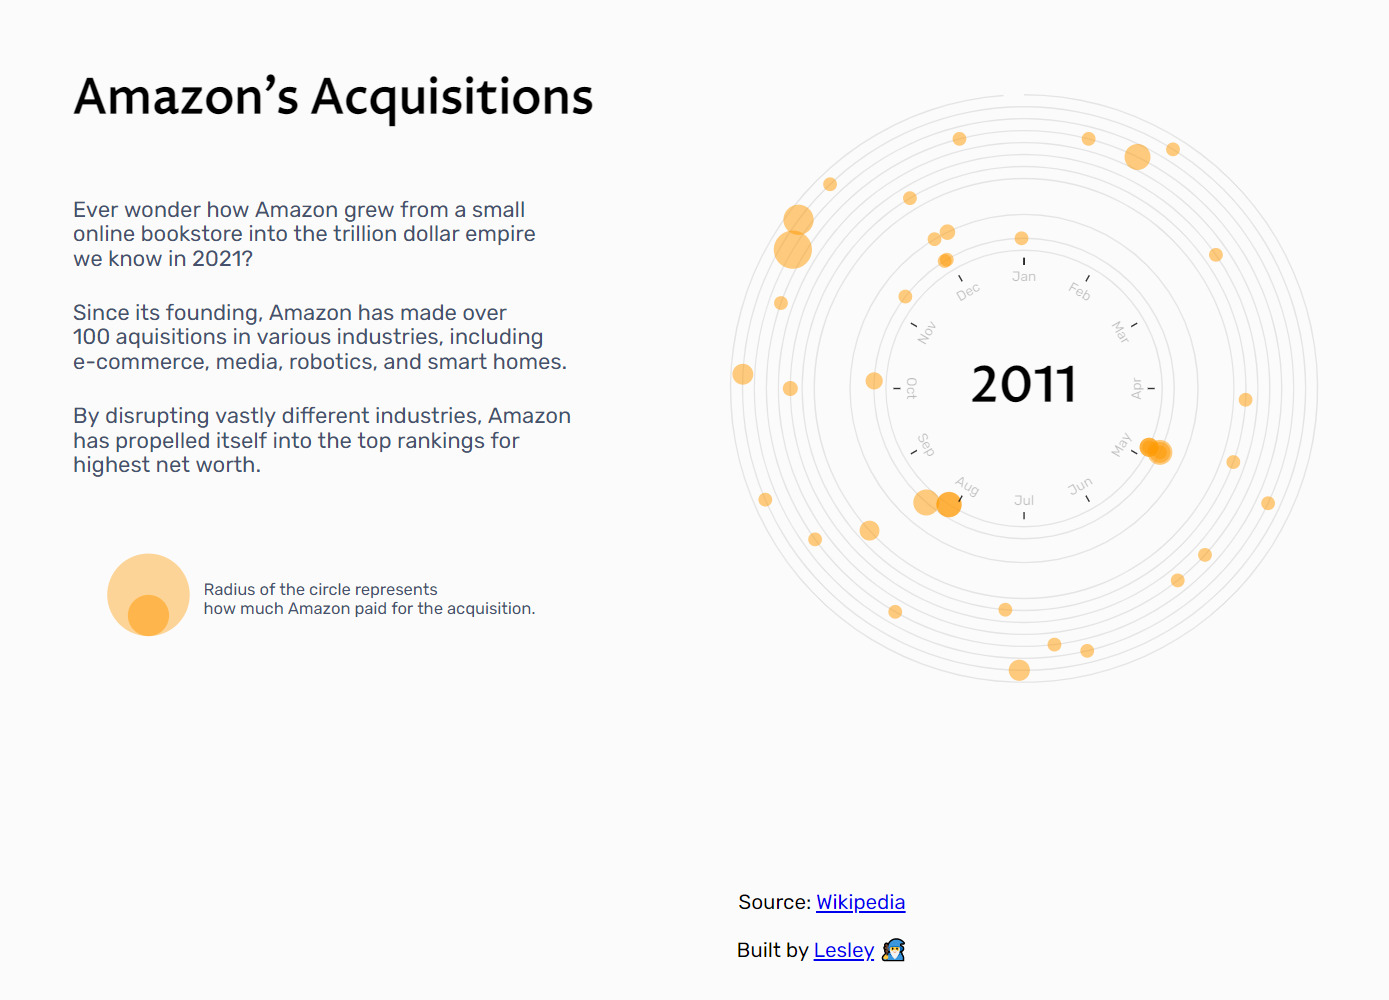 Amazon’s Acquisitions
Ever wonder how Amazon grew from a small
online bookstore into the trillion dollar empire
we know in 2021?
Since its founding, Amazon has made over
100 aquisitions in various industries, including
e-commerce, media, robotics, and smart homes.
By disrupting vastly different industries, Amazon
has propelled itself into the top rankings for
highest net worth.
Radius of the circle represents
how much Amazon paid for the acquisition.
Jan
Feb
Mar
Apr
May
Jun
Jul
Aug
Sep
Oct
Nov
Dec
2011
Source: Wikipedia
Built by Lesley